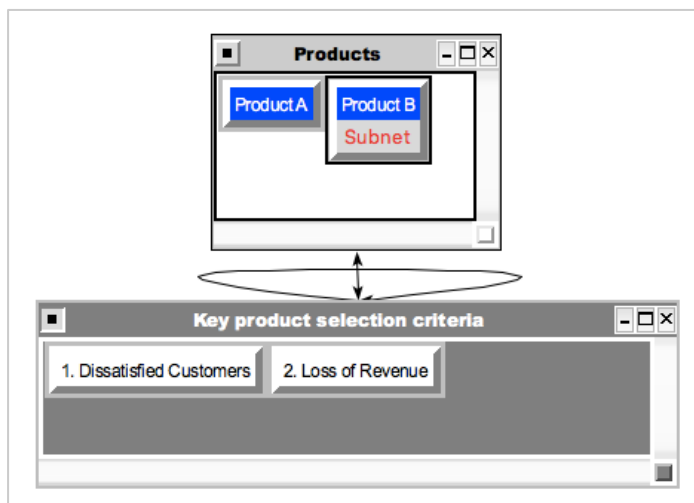 Products
Product A
Product B
Subnet
Key product selection criteria
1. Dissatisfied Customers
2. Loss of Revenue